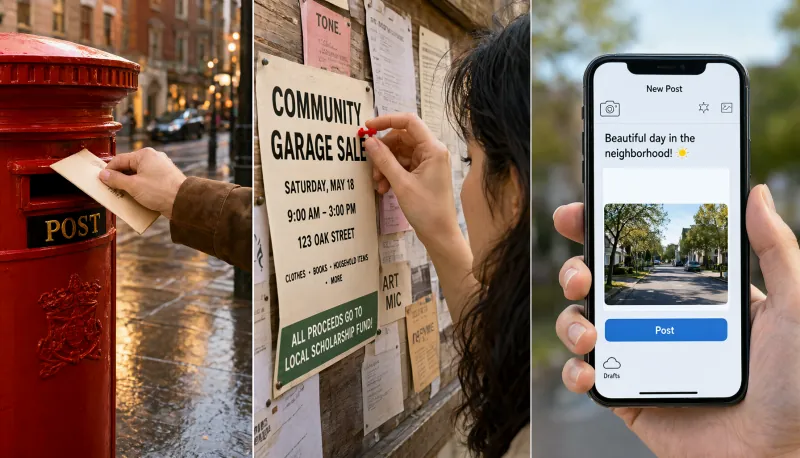 POST
TONE.
COMMUNITY
GARAGE SALE
SATURDAY, MAY 18
9:00 AM – 3:00 PM
123 OAK STREET
CLOTHES • BOOKS • HOUSEHOLD ITEMS
• MORE
ALL PROCEEDS GO TO
LOCAL SCHOLARSHIP FUND!
ART
MIC
New Post
Beautiful day in the
neighborhood! ☀️
Post
Drafts